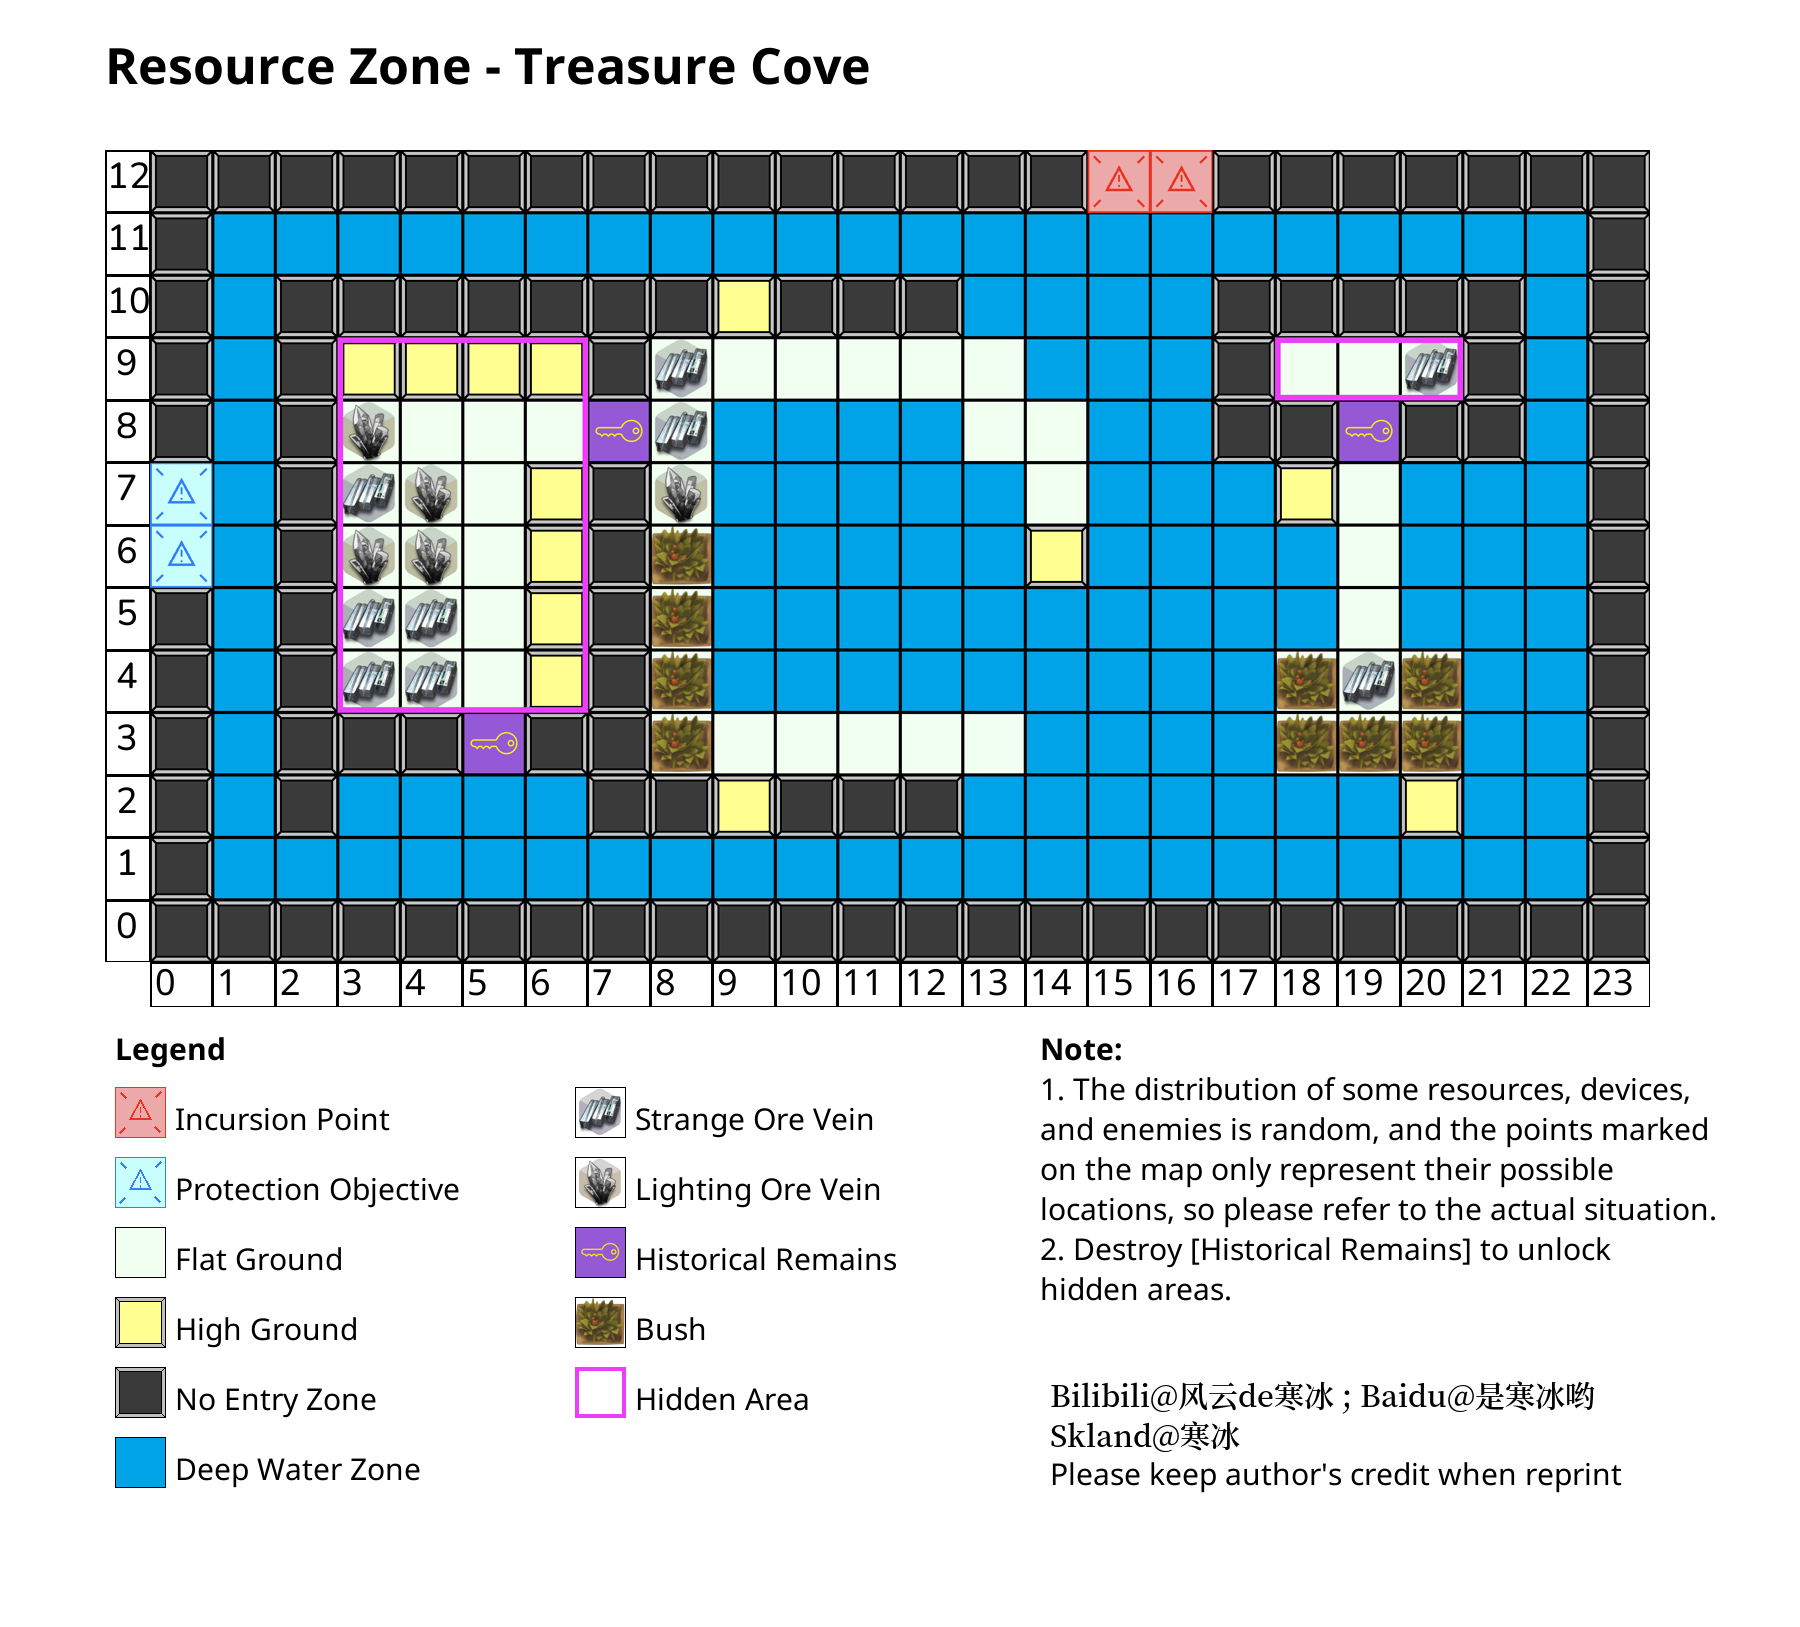 Resource Zone - Treasure Cove
12
11
10
9
8
7
6
5
4
3
2
1
0
0 1 2 3 4 5 6 7 8 9 10 11 12 13 14 15 16 17 18 19 20 21 22 23
Legend
Incursion Point
Protection Objective
Flat Ground
High Ground
No Entry Zone
Deep Water Zone
Strange Ore Vein
Lighting Ore Vein
Historical Remains
Bush
Hidden Area
Note:
1. The distribution of some resources, devices,
and enemies is random, and the points marked
on the map only represent their possible
locations, so please refer to the actual situation.
2. Destroy [Historical Remains] to unlock
hidden areas.
Bilibili@风云de寒冰 ; Baidu@是寒冰哟
Skland@寒冰
Please keep author's credit when reprint